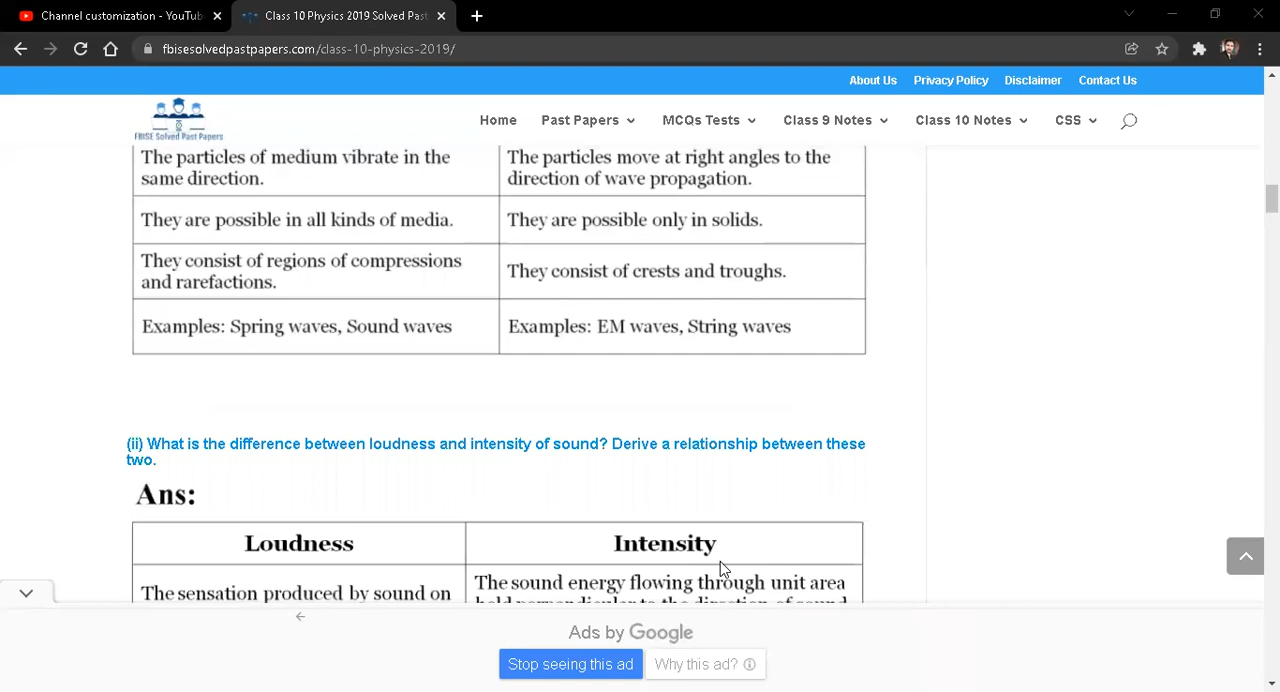 Channel customization - YouTub
Class 10 Physics 2019 Solved Past
fbisesolvedpastpapers.com/class-10-physics-2019/
About Us Privacy Policy Disclaimer Contact Us
FBISE Solved Past Papers
Home Past Papers MCQs Tests Class 9 Notes Class 10 Notes CSS
The particles of medium vibrate in the
same direction.
The particles move at right angles to the
direction of wave propagation.
They are possible in all kinds of media.
They are possible only in solids.
They consist of regions of compressions
and rarefactions.
They consist of crests and troughs.
Examples: Spring waves, Sound waves
Examples: EM waves, String waves
(ii) What is the difference between loudness and intensity of sound? Derive a relationship between these
two.
Ans:
Loudness
Intensity
The sensation produced by sound on
The sound energy flowing through unit area
held perpendicular to the direction of sound
Ads by Google
Stop seeing this ad
Why this ad?